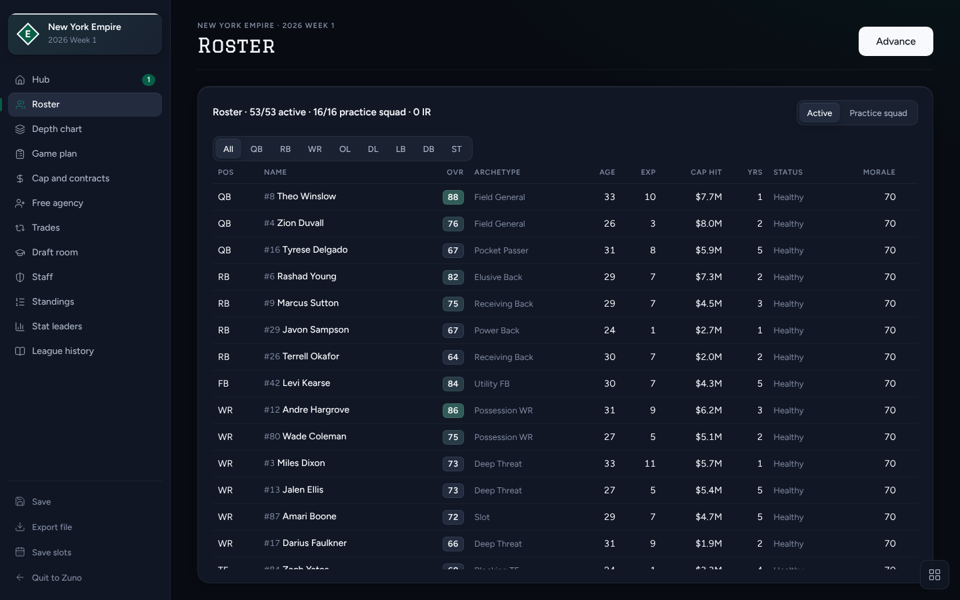 New York Empire
2026 Week 1
Hub 1
Roster
Depth chart
Game plan
Cap and contracts
Free agency
Trades
Draft room
Staff
Standings
Stat leaders
League history
Save
Export file
Save slots
Quit to Zuno
NEW YORK EMPIRE · 2026 WEEK 1
ROSTER
Advance
Roster · 53/53 active · 16/16 practice squad · 0 IR
Active Practice squad
All QB RB WR OL DL LB DB ST
POS NAME OVR ARCHETYPE AGE EXP CAP HIT YRS STATUS MORALE
QB #8 Theo Winslow 88 Field General 33 10 $7.7M 1 Healthy 70
QB #4 Zion Duvall 76 Field General 26 3 $8.0M 2 Healthy 70
QB #16 Tyrese Delgado 67 Pocket Passer 31 8 $5.9M 5 Healthy 70
RB #6 Rashad Young 82 Elusive Back 29 7 $7.3M 2 Healthy 70
RB #9 Marcus Sutton 75 Receiving Back 29 7 $4.5M 3 Healthy 70
RB #29 Javon Sampson 67 Power Back 24 1 $2.7M 1 Healthy 70
RB #26 Terrell Okafor 64 Receiving Back 30 7 $2.0M 2 Healthy 70
FB #42 Levi Kearse 84 Utility FB 30 7 $4.3M 5 Healthy 70
WR #12 Andre Hargrove 86 Possession WR 31 9 $6.2M 3 Healthy 70
WR #80 Wade Coleman 75 Possession WR 27 5 $5.1M 2 Healthy 70
WR #3 Miles Dixon 73 Deep Threat 33 11 $5.7M 1 Healthy 70
WR #13 Jalen Ellis 73 Deep Threat 27 5 $5.4M 5 Healthy 70
WR #87 Amari Boone 72 Slot 29 7 $4.7M 5 Healthy 70
WR #17 Darius Faulkner 66 Deep Threat 31 9 $1.9M 2 Healthy 70